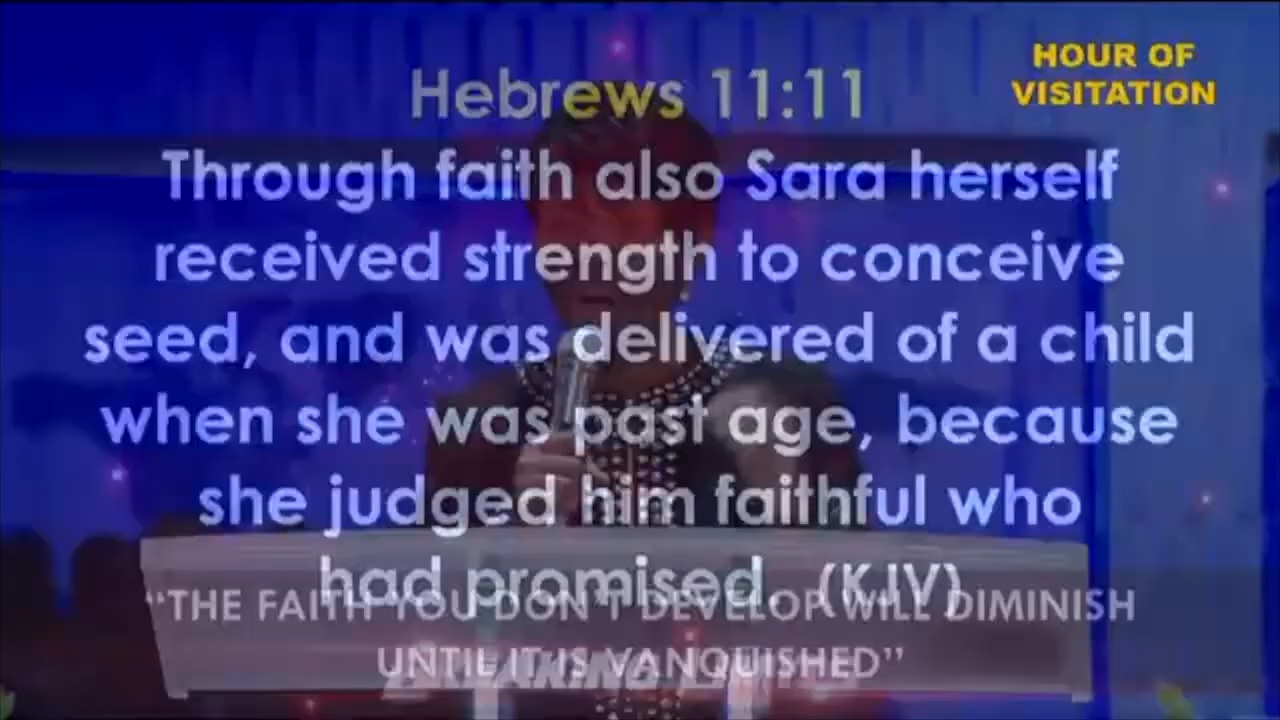 HOUR OF
VISITATION
Hebrews 11:11
Through faith also Sara herself
received strength to conceive
seed, and was delivered of a child
when she was past age, because
she judged him faithful who
had promised. (KJV)
“THE FAITH YOU DON'T DEVELOP WILL DIMINISH
UNTIL IT IS VANQUISHED”